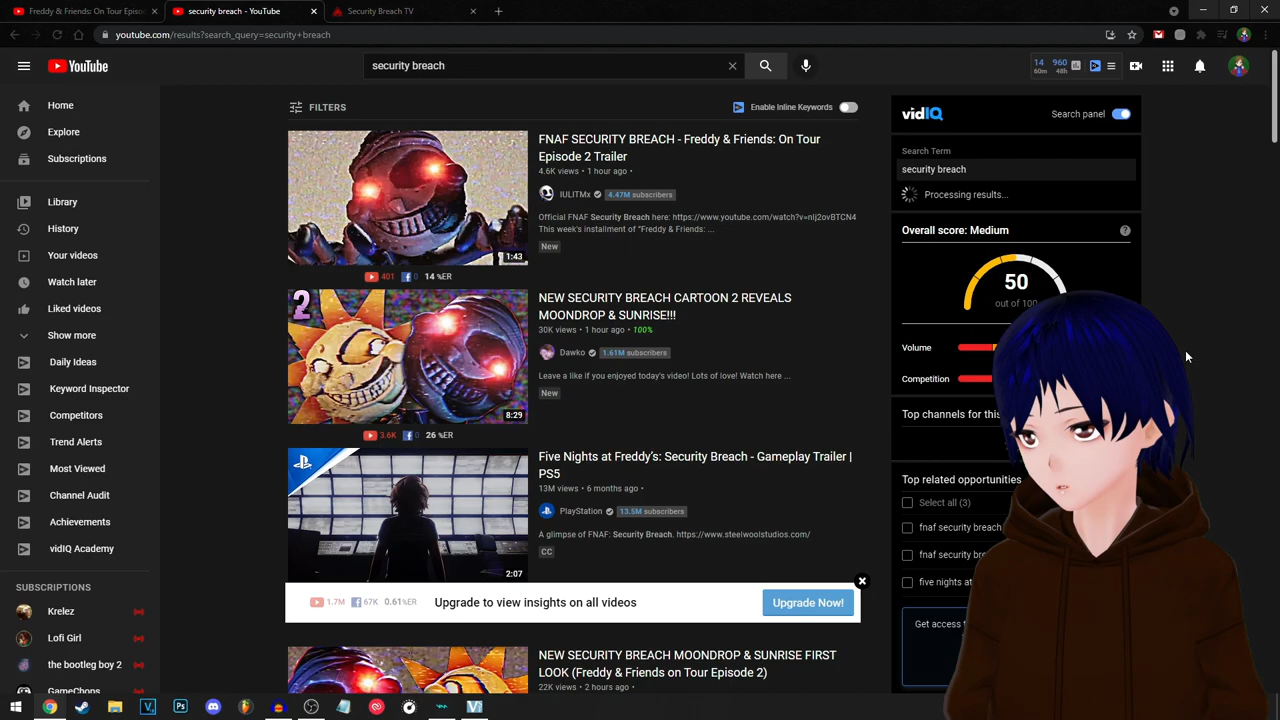 Freddy & Friends: On Tour Episo
security breach - YouTube
Security Breach TV
youtube.com/results?search_query=security+breach
YouTube
security breach
14
60m
960
48h
FILTERS
Enable Inline Keywords
Home
Explore
Subscriptions
Library
History
Your videos
Watch later
Liked videos
Show more
Daily Ideas
Keyword Inspector
Competitors
Trend Alerts
Most Viewed
Channel Audit
Achievements
vidIQ Academy
SUBSCRIPTIONS
Krelez
Lofi Girl
the bootleg boy 2
GameChops
1:43
FNAF SECURITY BREACH - Freddy & Friends: On Tour
Episode 2 Trailer
4.6K views • 1 hour ago •
IULITMx
4.47M subscribers
Official FNAF Security Breach here: https://www.youtube.com/watch?v=nlj2ovBTCN4
This week's installment of "Freddy & Friends: ...
New
401 0 14 %ER
2
8:29
NEW SECURITY BREACH CARTOON 2 REVEALS
MOONDROP & SUNRISE!!!
30K views • 1 hour ago • 100%
Dawko
1.61M subscribers
Leave a like if you enjoyed today's video! Lots of love! Watch here ...
New
3.6K 0 26 %ER
2:07
Five Nights at Freddy's: Security Breach - Gameplay Trailer |
PS5
13M views • 6 months ago •
PlayStation
13.5M subscribers
A glimpse of FNAF: Security Breach. https://www.steelwoolstudios.com/
CC
1.7M 67K 0.61%ER
Upgrade to view insights on all videos
Upgrade Now!
NEW SECURITY BREACH MOONDROP & SUNRISE FIRST
LOOK (Freddy & Friends on Tour Episode 2)
22K views • 2 hours ago •
vidIQ
Search panel
Search Term
security breach
Processing results...
Overall score: Medium
?
50
out of 100
Volume
Competition
Top channels for this
Top related opportunities
Select all (3)
fnaf security breach
fnaf security bre
five nights at
Get access t